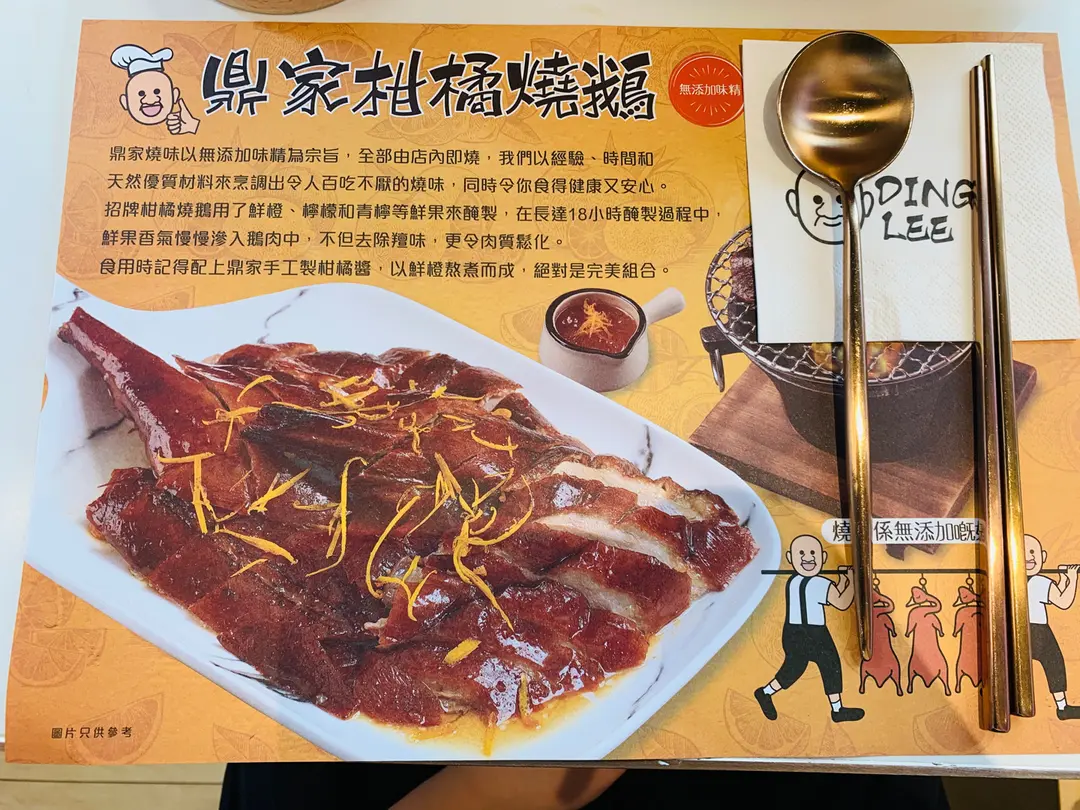 鼎家柑橘燒鵝
無添加味精
鼎家燒味以無添加味精為宗旨，全部由店內即燒，我們以經驗、時間和
天然優質材料來烹調出令人百吃不厭的燒味，同時令你食得健康又安心。
招牌柑橘燒鵝用了鮮橙、檸檬和青檸等鮮果來醃製，在長達18小時醃製過程中，
鮮果香氣慢慢滲入鵝肉中，不但去除羶味，更令肉質鬆化。
食用時記得配上鼎家手工製柑橘醬，以鮮橙熬煮而成，絕對是完美組合。
DING
LEE
燒 係無添加嘅
圖片只供參考